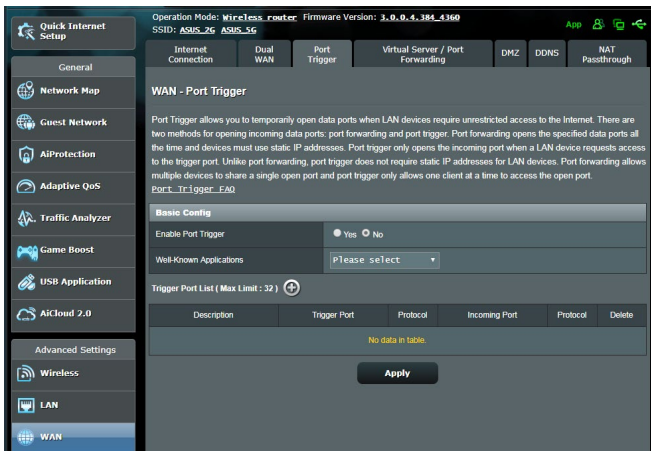 Quick Internet
Setup
General
Network Map
Guest Network
AiProtection
Adaptive QoS
Traffic Analyzer
Game Boost
USB Application
AiCloud 2.0
Advanced Settings
Wireless
LAN
WAN
Operation Mode: Wireless router Firmware Version: 3.0.0.4.384_4360
SSID: ASUS_2G ASUS_5G
App
Internet
Connection
Dual
WAN
Port
Trigger
Virtual Server / Port
Forwarding
DMZ
DDNS
NAT
Passthrough
WAN - Port Trigger
Port Trigger allows you to temporarily open data ports when LAN devices require unrestricted access to the Internet. There are
two methods for opening incoming data ports: port forwarding and port trigger. Port forwarding opens the specified data ports all
the time and devices must use static IP addresses. Port trigger only opens the incoming port when a LAN device requests access
to the trigger port. Unlike port forwarding, port trigger does not require static IP addresses for LAN devices. Port forwarding allows
multiple devices to share a single open port and port trigger only allows one client at a time to access the open port.
Port Trigger FAQ
Basic Config
Enable Port Trigger Yes No
Well-Known Applications Please select
Trigger Port List ( Max Limit : 32 )
Description Trigger Port Protocol Incoming Port Protocol Delete
No data in table.
Apply